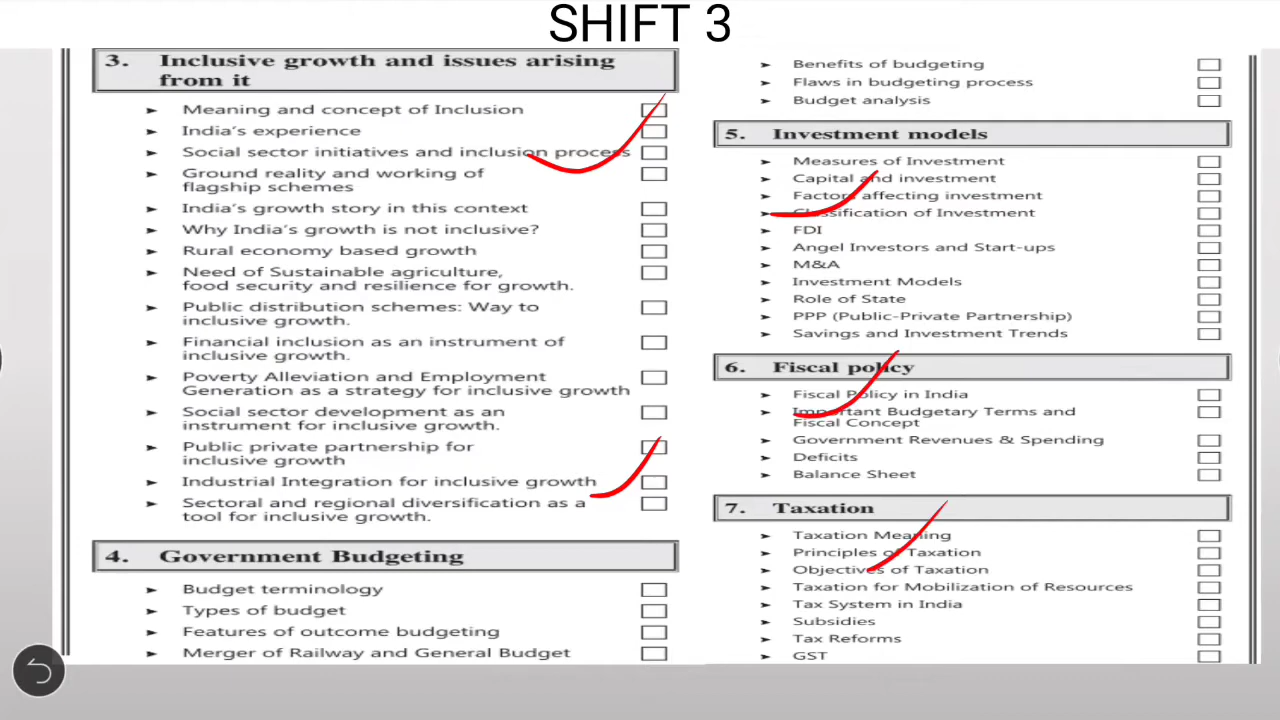 SHIFT 3
3. Inclusive growth and issues arising
from it
► Meaning and concept of Inclusion
► India's experience
► Social sector initiatives and inclusion process
► Ground reality and working of
flagship schemes
► India's growth story in this context
► Why India's growth is not inclusive?
► Rural economy based growth
► Need of Sustainable agriculture,
food security and resilience for growth.
► Public distribution schemes: Way to
inclusive growth.
► Financial inclusion as an instrument of
inclusive growth.
► Poverty Alleviation and Employment
Generation as a strategy for inclusive growth
► Social sector development as an
instrument for inclusive growth.
► Public private partnership for
inclusive growth
► Industrial Integration for inclusive growth
► Sectoral and regional diversification as a
tool for inclusive growth.
4. Government Budgeting
► Budget terminology
► Types of budget
► Features of outcome budgeting
► Merger of Railway and General Budget
► Benefits of budgeting
► Flaws in budgeting process
► Budget analysis
5. Investment models
► Measures of Investment
► Capital and investment
► Factors affecting investment
► Classification of Investment
► FDI
► Angel Investors and Start-ups
► M&A
► Investment Models
► Role of State
► PPP (Public-Private Partnership)
► Savings and Investment Trends
6. Fiscal policy
► Fiscal Policy in India
► Important Budgetary Terms and
Fiscal Concept
► Government Revenues & Spending
► Deficits
► Balance Sheet
7. Taxation
► Taxation Meaning
► Principles of Taxation
► Objectives of Taxation
► Taxation for Mobilization of Resources
► Tax System in India
► Subsidies
► Tax Reforms
► GST